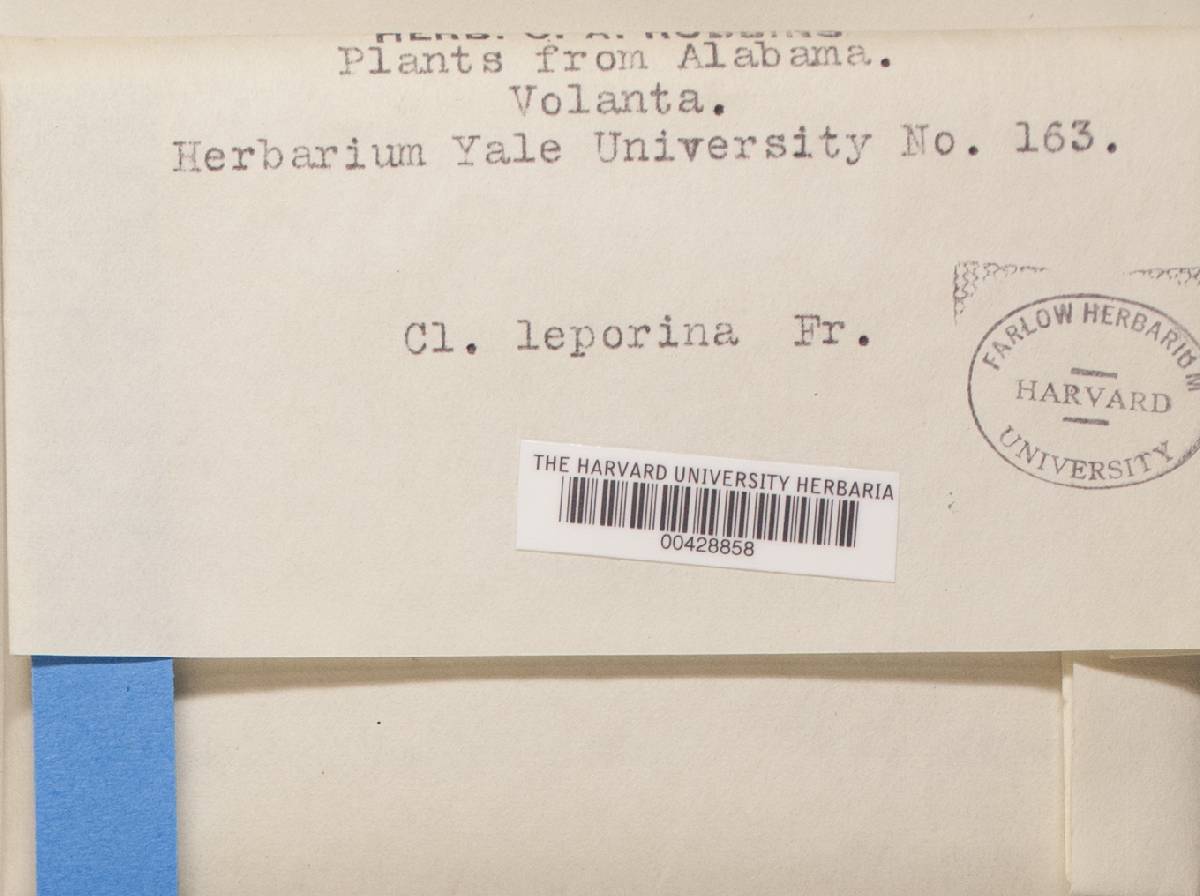 Plants from Alabama.
Volanta.
Herbarium Yale University No. 163.
Cl. leporina Fr.
FARLOW HERBARIUM
HARVARD
UNIVERSITY
THE HARVARD UNIVERSITY HERBARIA
00428858